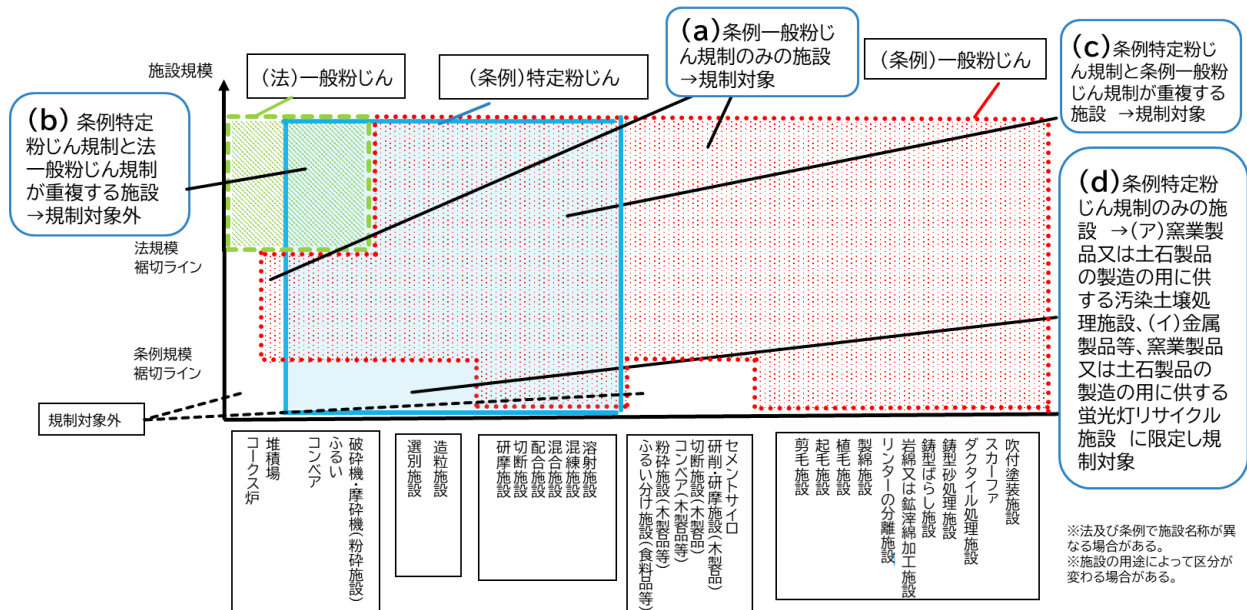 施設規模
(法)一般粉じん
(条例)特定粉じん
(a)条例一般粉じ
ん規制のみの施設
→規制対象
(条例)一般粉じん
(c)条例特定粉じ
ん規制と条例一般粉
じん規制が重複する
施設 →規制対象
(b)条例特定
粉じん規制と法
一般粉じん規制
が重複する施設
→規制対象外
(d)条例特定粉
じん規制のみの施
設 →(ア)窯業製
品又は土石製品
の製造の用に供
する汚染土壌処
理施設、(イ)金属
製品等、窯業製品
又は土石製品の
製造の用に供する
蛍光灯リサイクル
施設 に限定し規
制対象
法規模
裾切ライン
条例規模
裾切ライン
規制対象外
コークス炉
堆積場
コンベア
ふるい
破砕機・摩砕機(粉砕施設)
選別施設
造粒施設
研摩施設
切断施設
配合施設
混合施設
混練施設
溶射施設
ふるい分け施設(食料品等)
粉砕施設(木製品等)
コンベア(木製品等)
切断施設(木製品)
研削・研摩施設(木製品)
セメントサイロ
剪毛施設
起毛施設
植毛施設
製綿施設
リンターの分離施設
岩綿又は鉱滓綿加工施設
鋳型ばらし施設
鋳型砂処理施設
ダクタイル処理施設
スカーファ
吹付塗装施設
※法及び条例で施設名称が異
なる場合がある。
※施設の用途によって区分が
変わる場合がある。